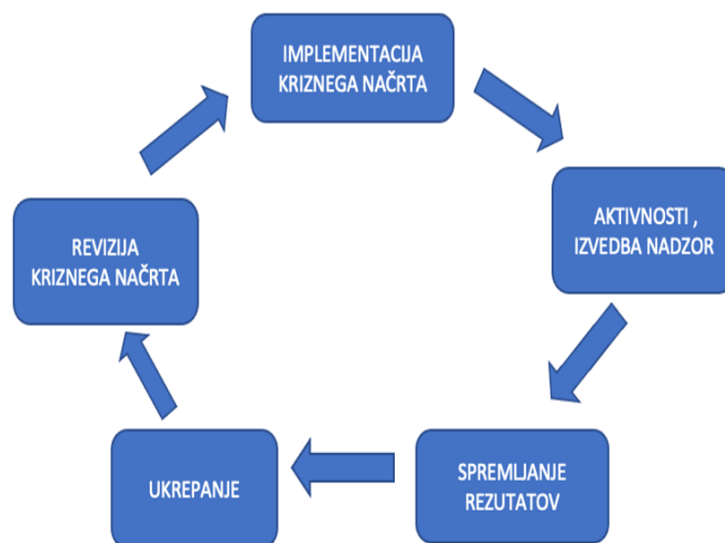 IMPLEMENTACIJA
KRIZNEGA NAČRTA
AKTIVNOSTI ,
IZVEDBA NADZOR
SPREMLJANJE
REZUTATOV
UKREPANJE
REVIZIJA
KRIZNEGA NAČRTA